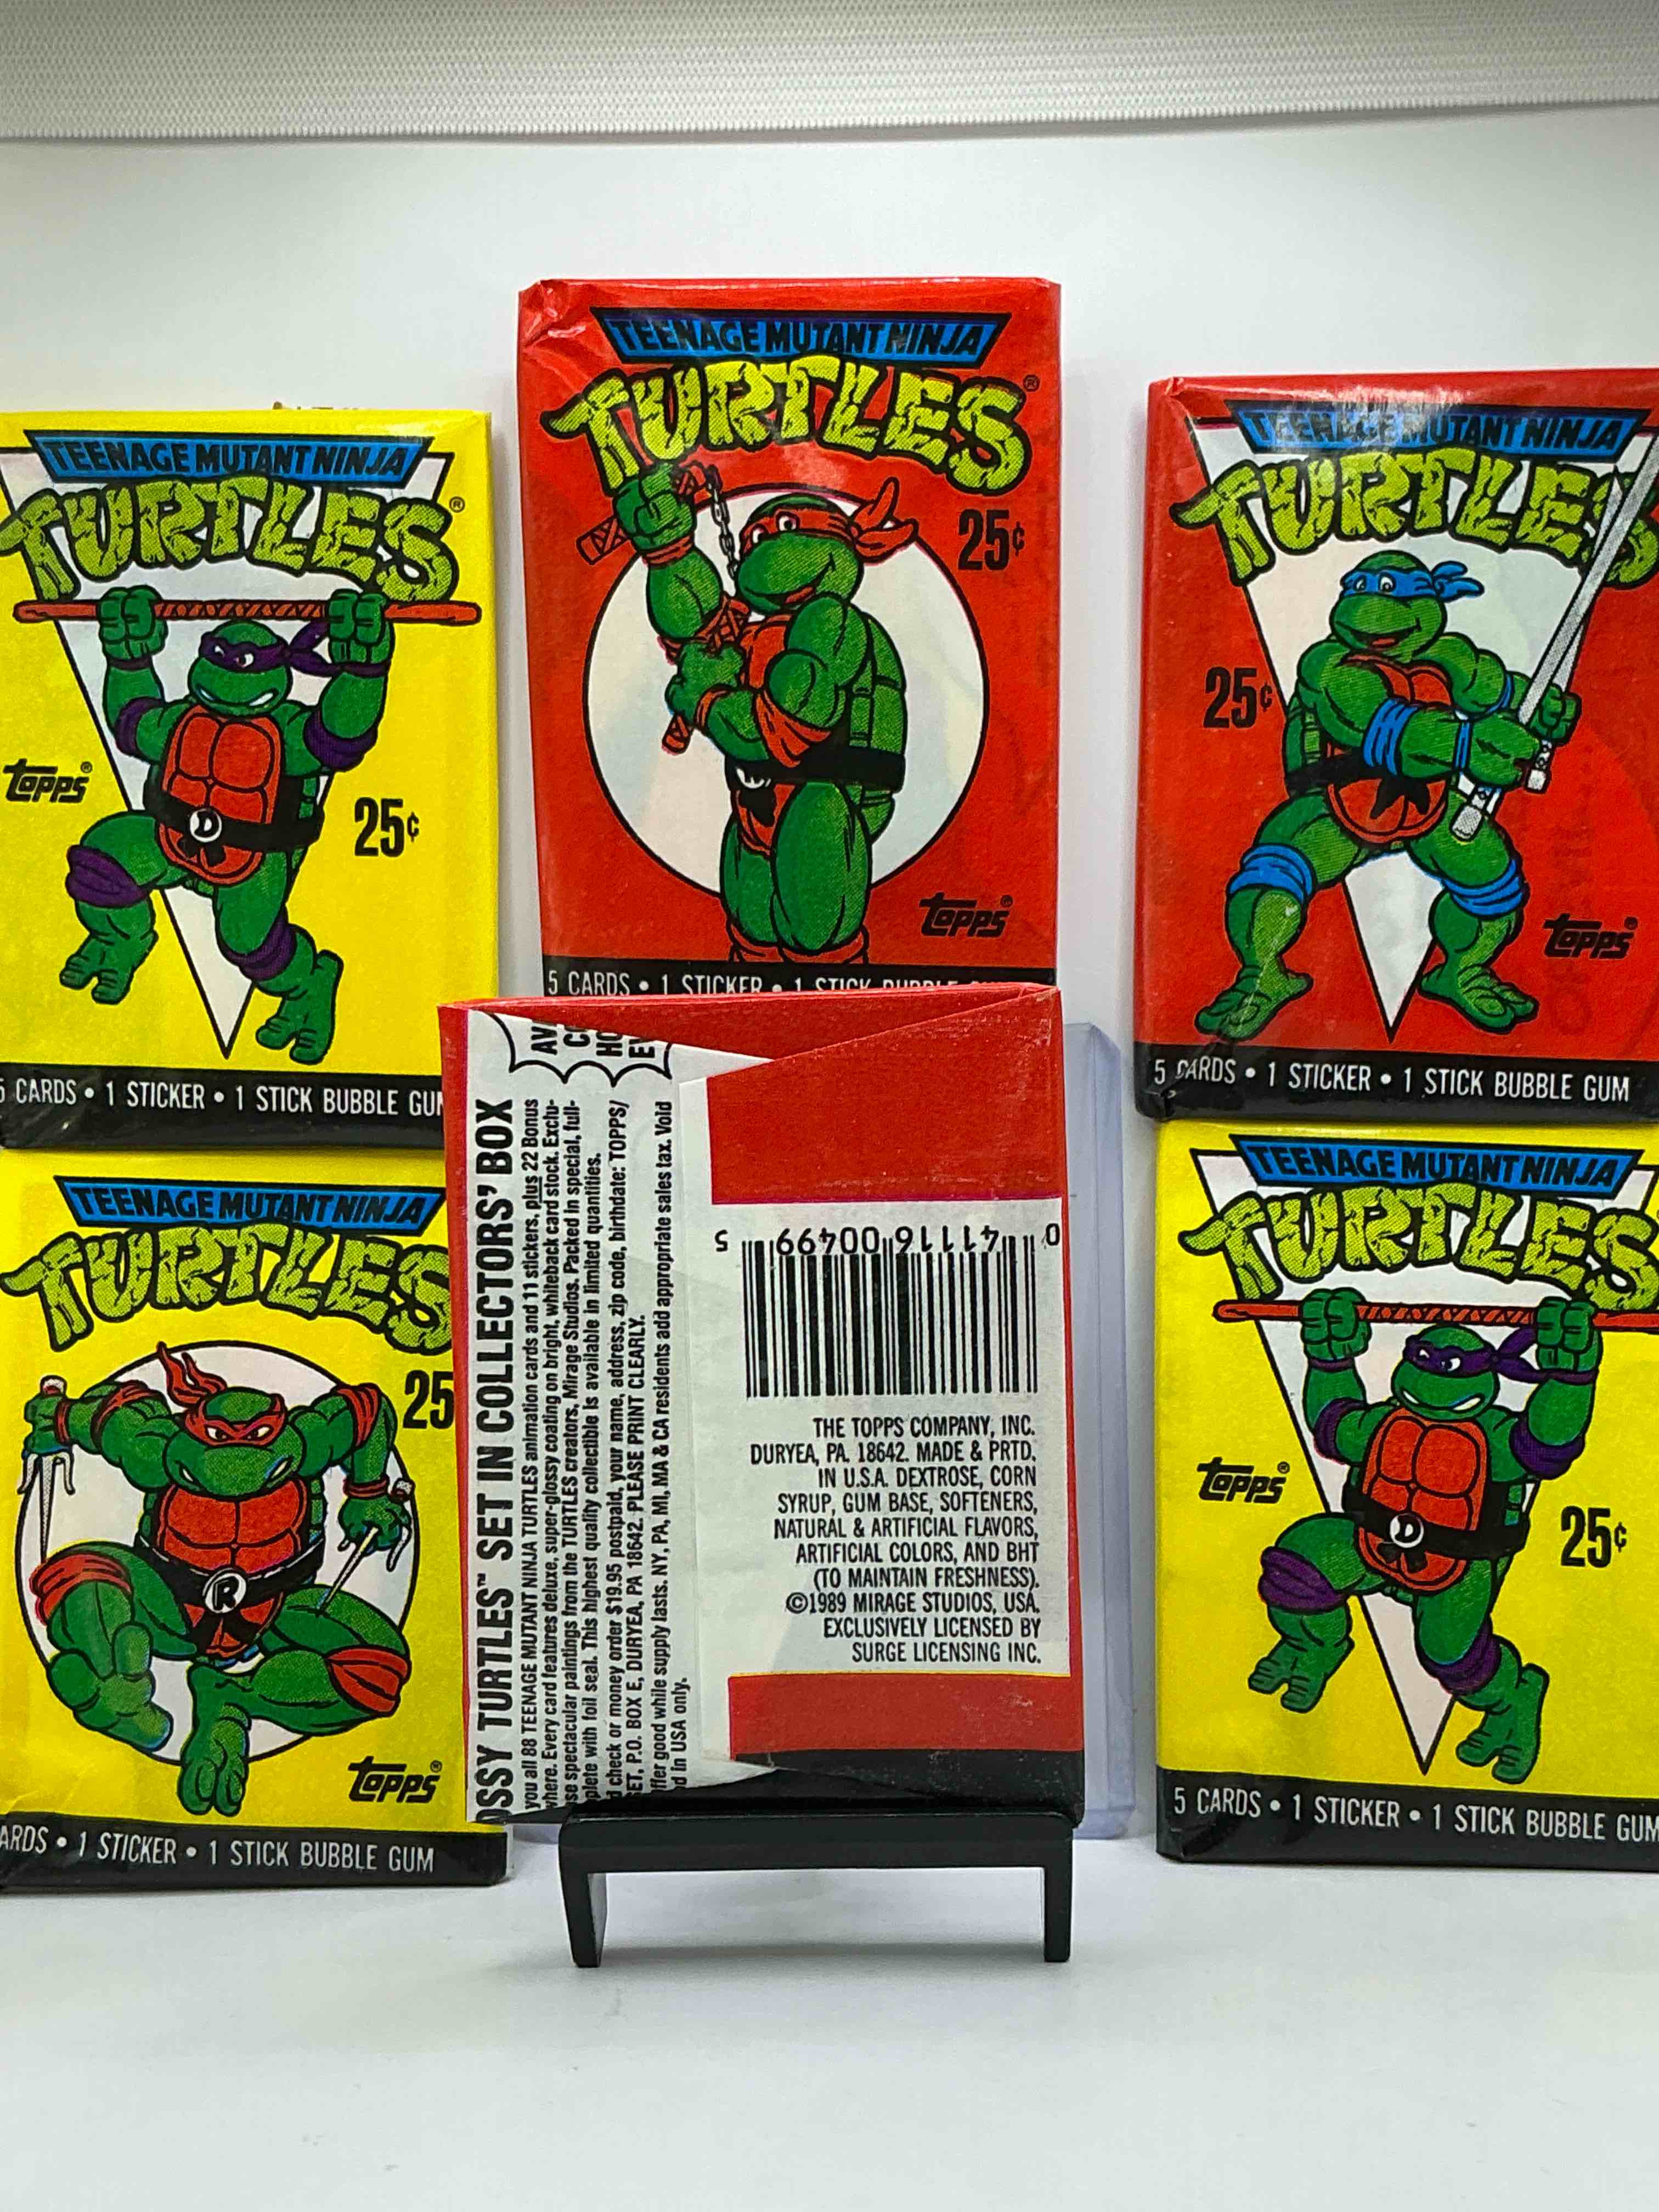 TEENAGE MUTANT NINJA
TURTLES®
25¢
topps®
5 CARDS • 1 STICKER • 1 STICK
TEENAGE MUTANT NINJA
TURTLES®
topps®
25¢
5 CARDS • 1 STICKER • 1 STICK BUBBLE
TEENAGE MUTANT NINJA
TURTLES
25¢
topps®
5 CARDS • 1 STICKER • 1 STICK BUBBLE GUM
TEENAGE MUTANT NINJA
TURTLES
25
R
topps®
ARDS • 1 STICKER • 1 STICK BUBBLE GUM
D
OSSY TURTLES™ SET IN COLLECTORS' BOX
you all 88 TEENAGE MUTANT NINJA TURTLES animation cards and 11 stickers, plus 22 Bonus
where. Every card features deluxe, super-glossy coating on bright, whiteback card stock. Exclu-
se spectacular paintings from the TURTLES creators, Mirage Studios. Packed in special, full-
plete with foil seal. This highest quality collectible is available in limited quantities.
d check or money order $19.95 postpaid, your name, address, zip code, birthdate: TOPPS/
SET, P.O. BOX E, DURYEA, PA 18642. PLEASE PRINT CLEARLY.
ffer good while supply lasts. NY, PA, MI, MA & CA residents add appropriate sales tax. Void
d in USA only.
0 41116 00499 5
THE TOPPS COMPANY, INC.
DURYEA, PA. 18642. MADE & PRTD.
IN U.S.A. DEXTROSE, CORN
SYRUP, GUM BASE, SOFTENERS,
NATURAL & ARTIFICIAL FLAVORS,
ARTIFICIAL COLORS, AND BHT
(TO MAINTAIN FRESHNESS).
©1989 MIRAGE STUDIOS, USA,
EXCLUSIVELY LICENSED BY
SURGE LICENSING INC.
TEENAGE MUTANT NINJA
TURTLES
topps®
D
25¢
5 CARDS • 1 STICKER • 1 STICK BUBBLE GUM